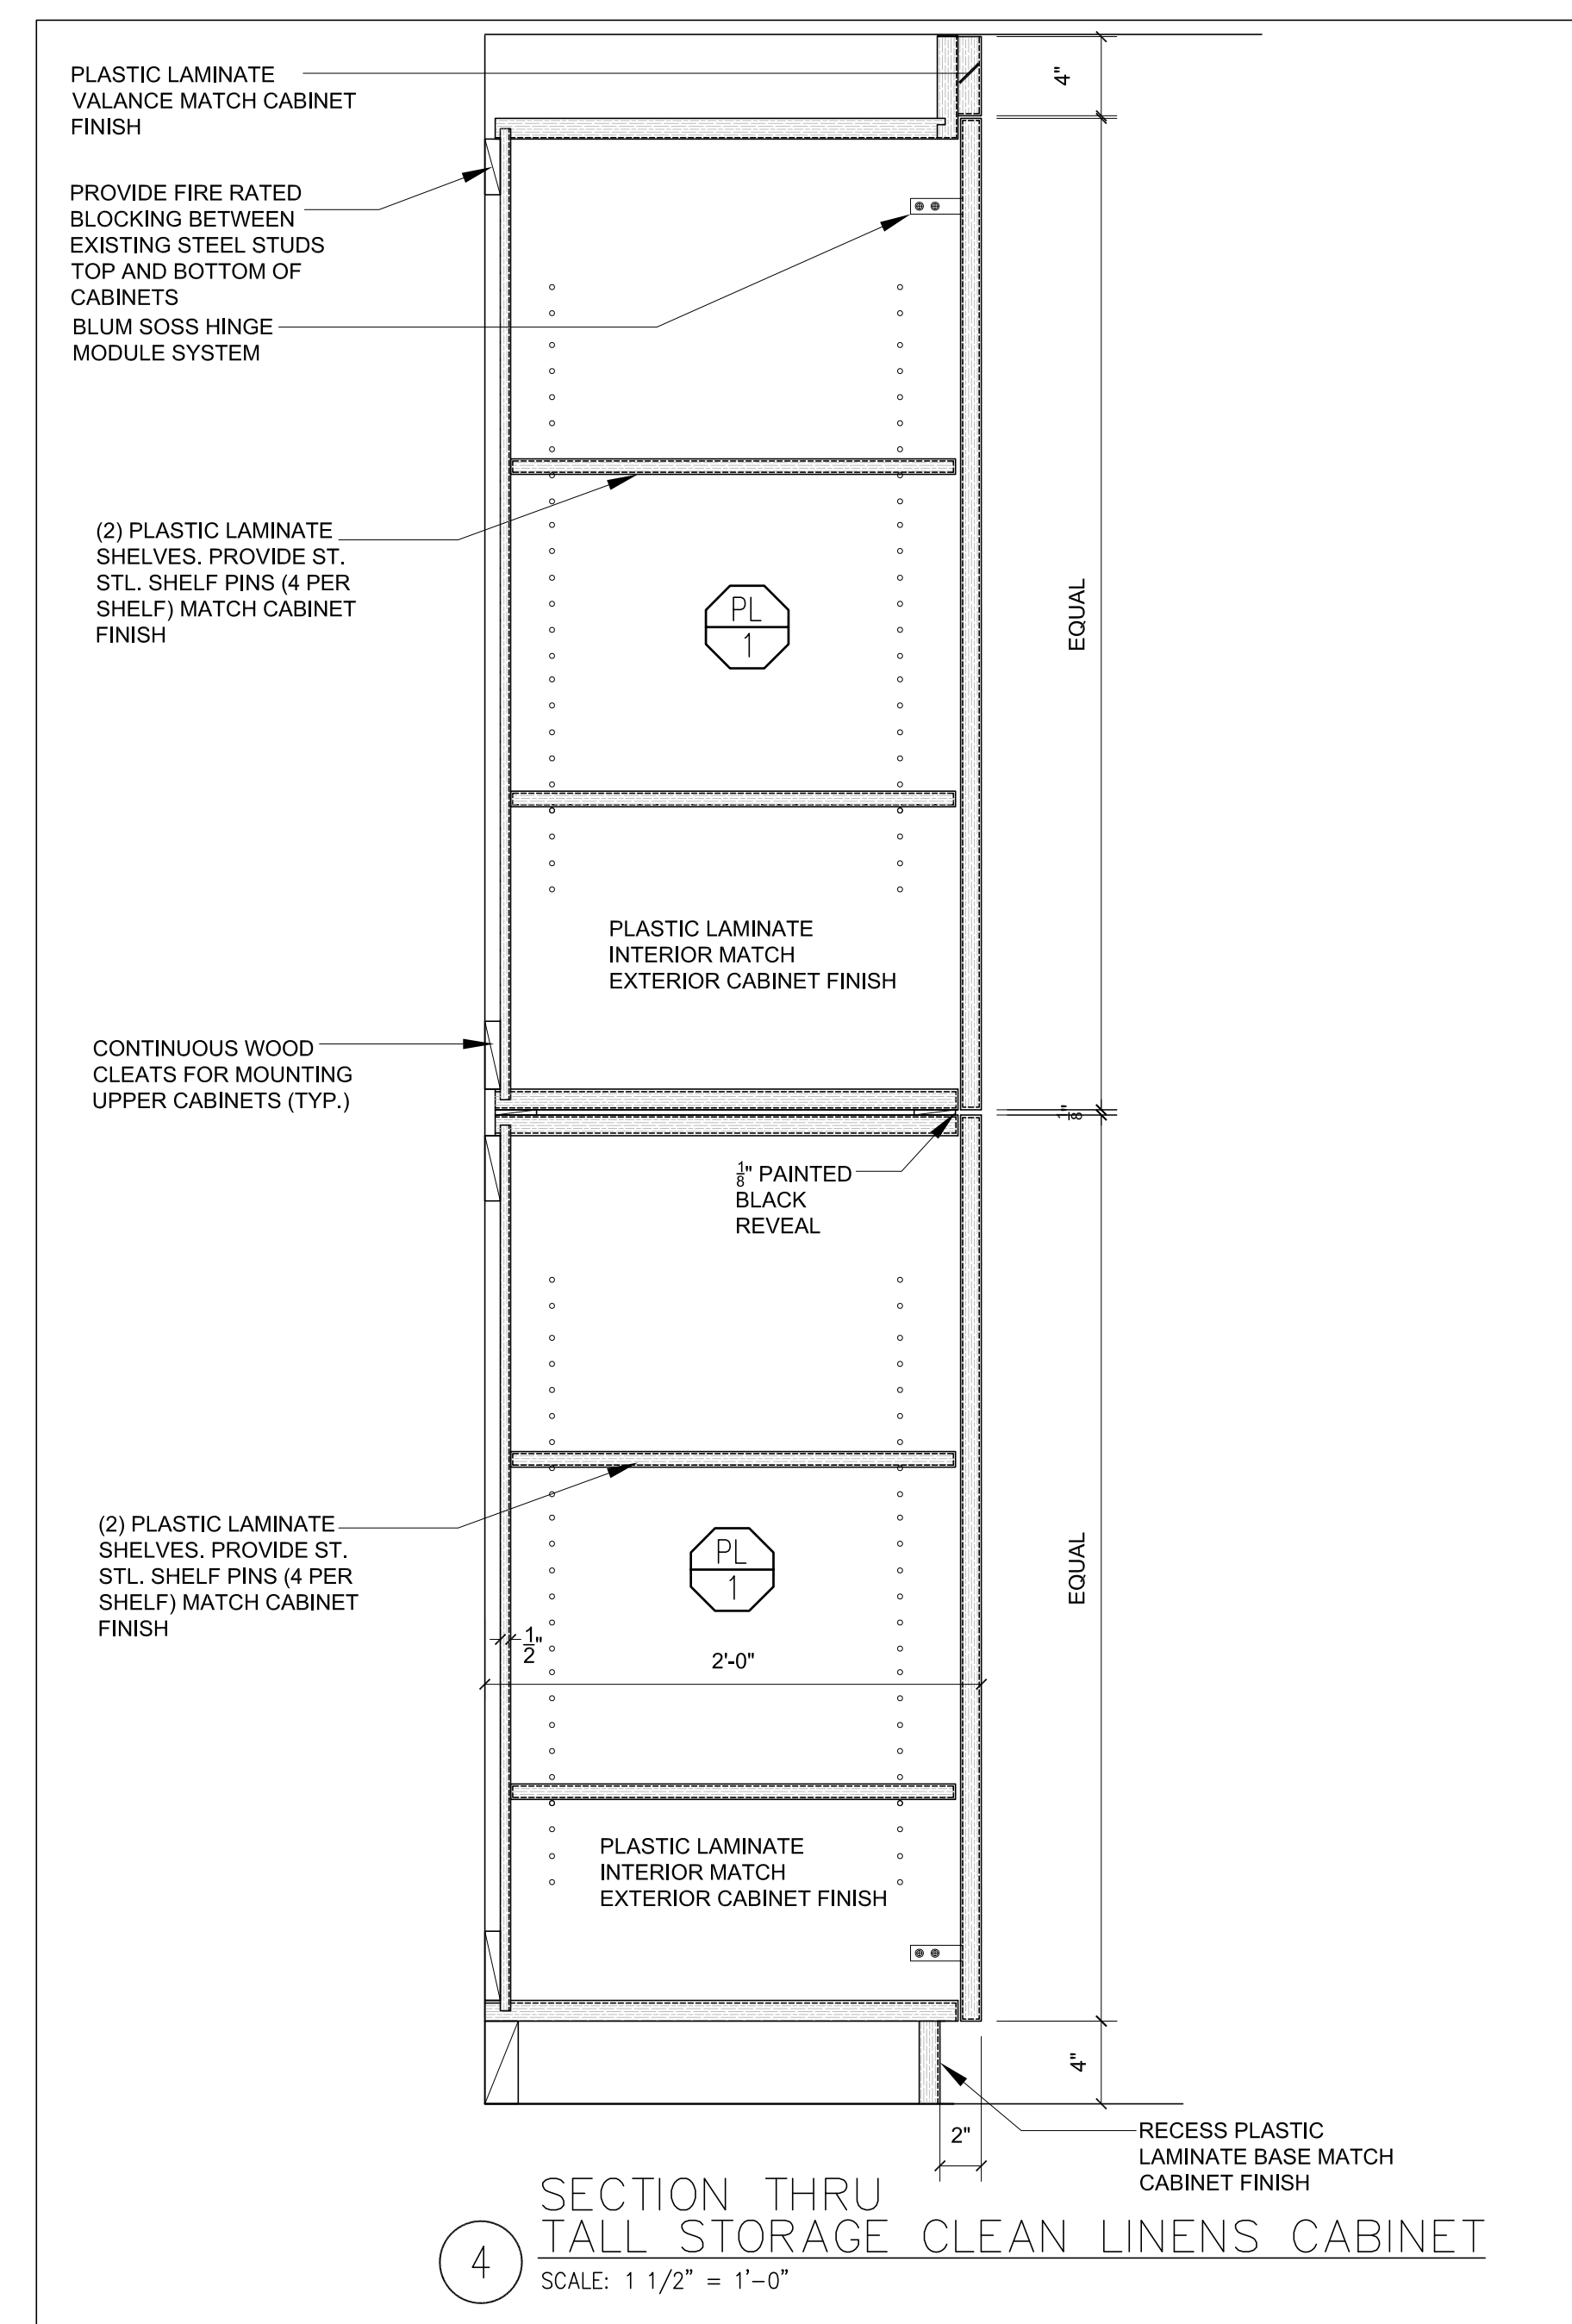 PLASTIC LAMINATE
VALANCE MATCH CABINET
FINISH
4"
PROVIDE FIRE RATED
BLOCKING BETWEEN
EXISTING STEEL STUDS
TOP AND BOTTOM OF
CABINETS
BLUM SOSS HINGE
MODULE SYSTEM
(2) PLASTIC LAMINATE
SHELVES. PROVIDE ST.
STL. SHELF PINS (4 PER
SHELF) MATCH CABINET
FINISH
PL
1
EQUAL
PLASTIC LAMINATE
INTERIOR MATCH
EXTERIOR CABINET FINISH
CONTINUOUS WOOD
CLEATS FOR MOUNTING
UPPER CABINETS (TYP.)
1/8"
1/8" PAINTED
BLACK
REVEAL
(2) PLASTIC LAMINATE
SHELVES. PROVIDE ST.
STL. SHELF PINS (4 PER
SHELF) MATCH CABINET
FINISH
PL
1
EQUAL
1/2"
2'-0"
PLASTIC LAMINATE
INTERIOR MATCH
EXTERIOR CABINET FINISH
4"
2"
RECESS PLASTIC
LAMINATE BASE MATCH
CABINET FINISH
SECTION THRU
TALL STORAGE CLEAN LINENS CABINET
4
SCALE: 1 1/2" = 1'-0"